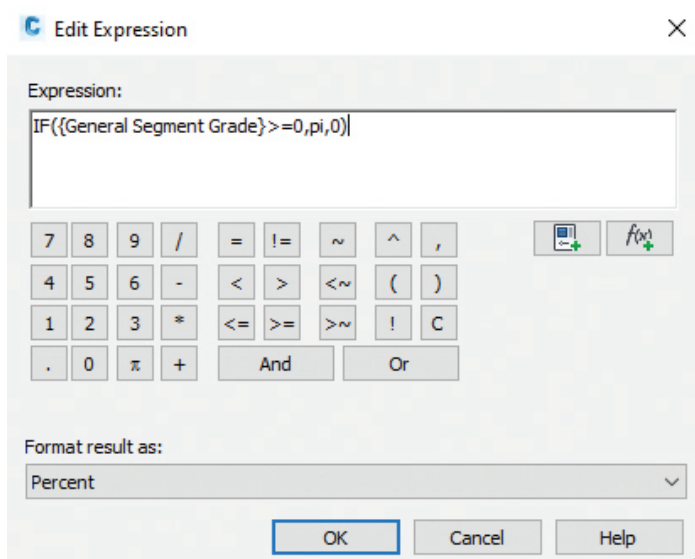 C Edit Expression
Expression:
IF({General Segment Grade}>=0,pi,0)
7 8 9 / = != ~ ^ , f(x)
4 5 6 - < > <~ ( )
1 2 3 * <= >= >~ ! C
. 0 π + And Or
Format result as:
Percent
OK Cancel Help